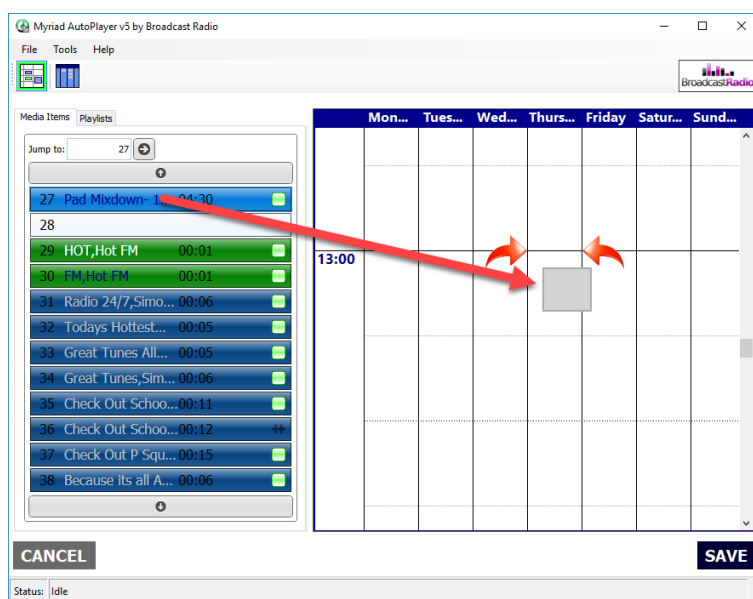 Myriad AutoPlayer v5 by Broadcast Radio
File Tools Help
BroadcastRadio
Media Items Playlists
Mon... Tues... Wed... Thurs... Friday Satur... Sund...
Jump to: 27
27 Pad Mixdown- 1... 04:30
28
29 HOT,Hot FM 00:01
30 FM,Hot FM 00:01
13:00
31 Radio 24/7,Simo... 00:06
32 Todays Hottest... 00:05
33 Great Tunes All... 00:05
34 Great Tunes,Sim... 00:06
35 Check Out Schoo... 00:11
36 Check Out Schoo... 00:12
37 Check Out P Squ... 00:15
38 Because its all A... 00:06
CANCEL SAVE
Status: Idle